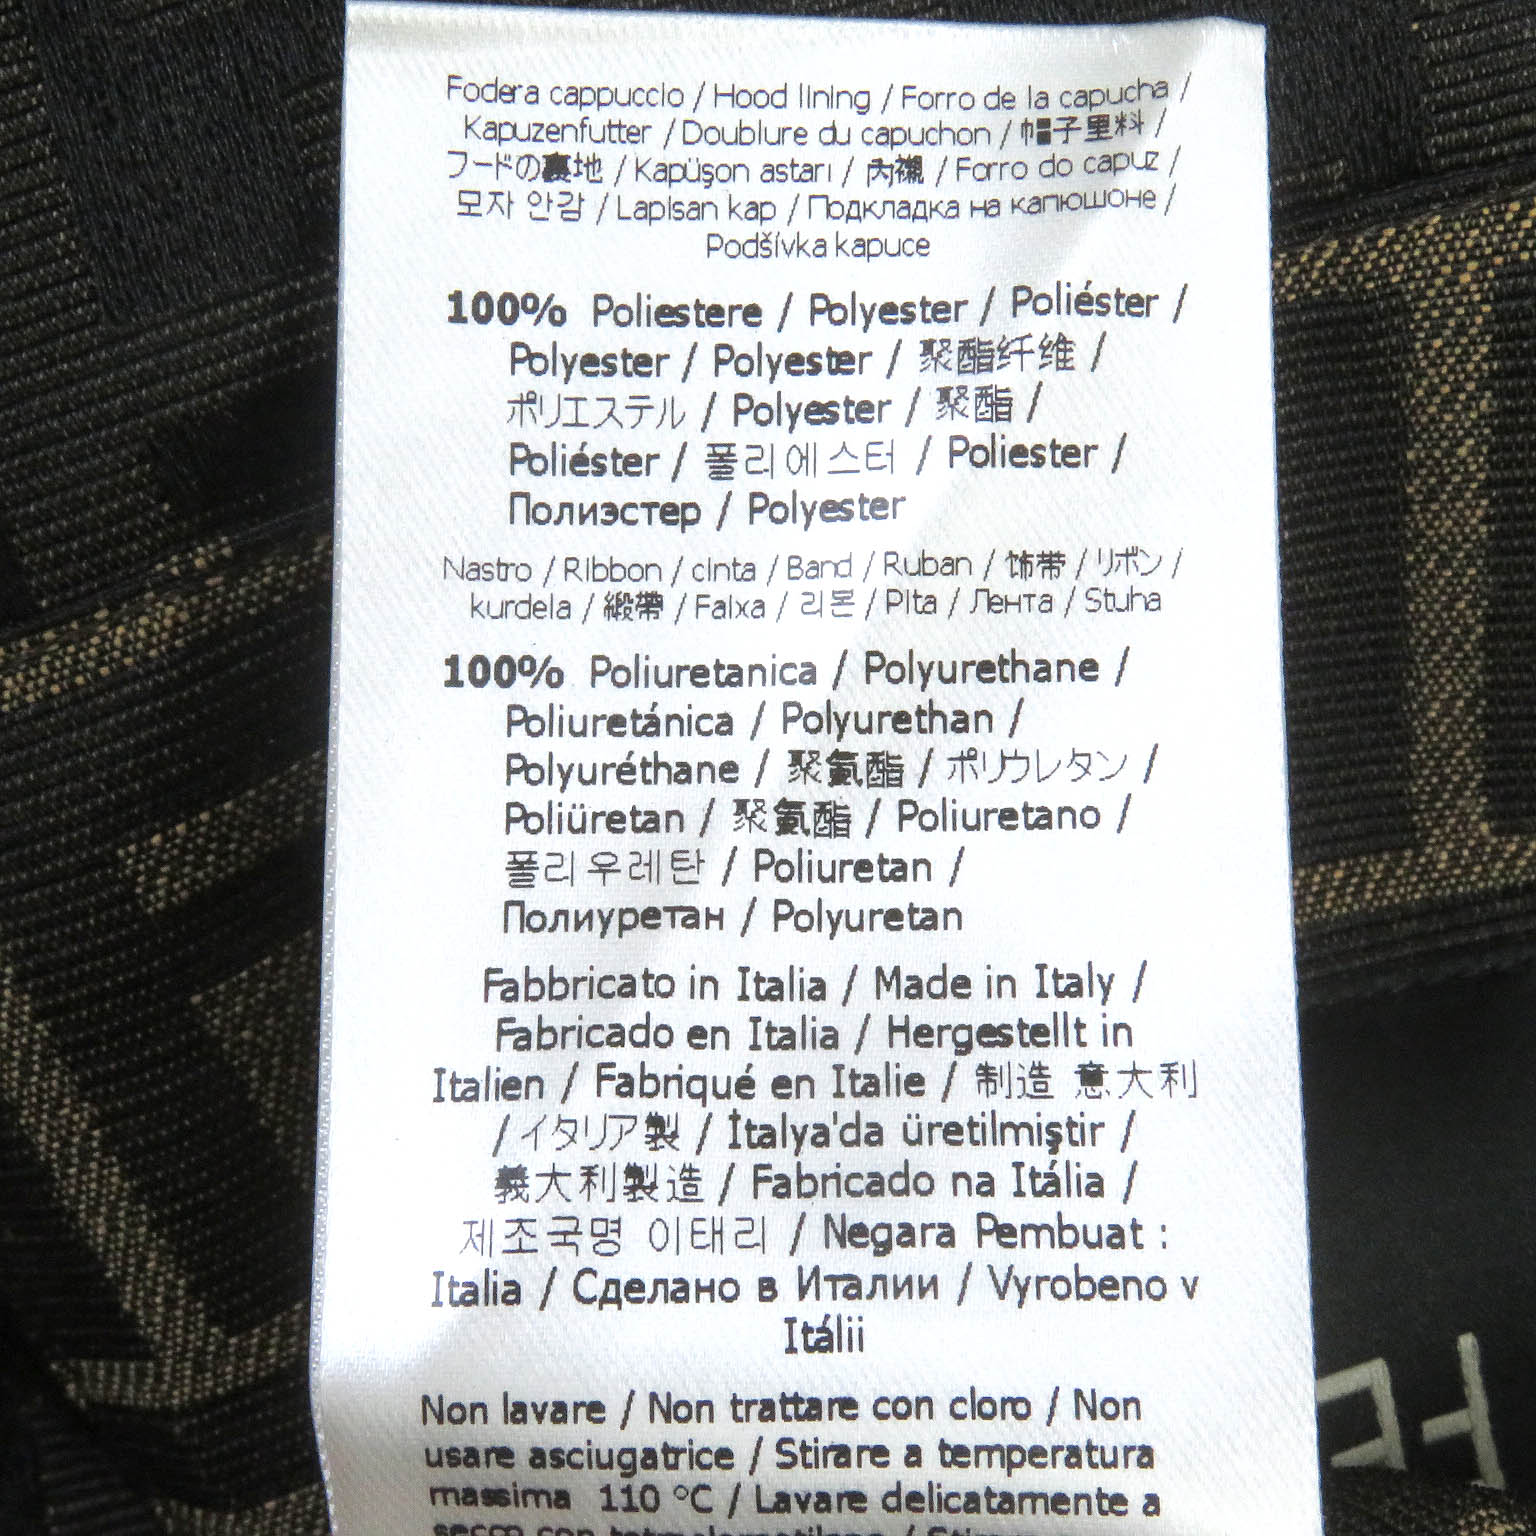 Fodera cappuccio / Hood lining / Forro de la capucha /
Kapuzenfutter / Doublure du capuchon / 帽子里料 /
フードの裏地 / Kapüşon astarı / 內襯 / Forro do capuz /
모자 안감 / Lapisan kap / Подкладка на капюшоне /
Podšívka kapuce
100% Poliestere / Polyester / Poliéster /
Polyester / Polyester / 聚酯纤维 /
ポリエステル / Polyester / 聚酯 /
Poliéster / 폴리에스터 / Poliester /
Полиэстер / Polyester
Nastro / Ribbon / cinta / Band / Ruban / 饰带 / リボン /
kurdela / 緞帶 / Faixa / 리본 / Pita / Лента / Stuha
100% Poliuretanica / Polyurethane /
Poliuretánica / Polyurethan /
Polyuréthane / 聚氨酯 / ポリウレタン /
Poliüretan / 聚氨酯 / Poliuretano /
폴리우레탄 / Poliuretan /
Полиуретан / Polyuretan
Fabbricato in Italia / Made in Italy /
Fabricado en Italia / Hergestellt in
Italien / Fabriqué en Italie / 制造 意大利
/ イタリア製 / İtalya'da üretilmiştir /
義大利製造 / Fabricado na Itália /
제조국명 이태리 / Negara Pembuat :
Italia / Сделано в Италии / Vyrobeno v
Itálii
Non lavare / Non trattare con cloro / Non
usare asciugatrice / Stirare a temperatura
massima 110 °C / Lavare delicatamente a
secco con
FE